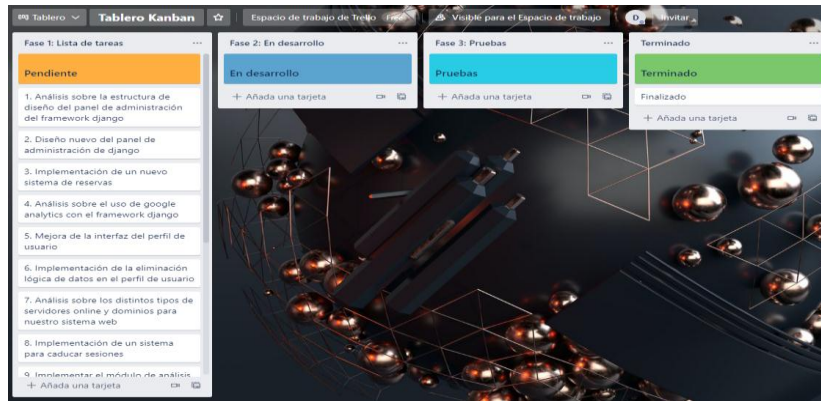 Tablero
Tablero Kanban
Espacio de trabajo de Trello
Free
Visible para el Espacio de trabajo
D
Invitar
Fase 1: Lista de tareas
Pendiente
1. Análisis sobre la estructura de
diseño del panel de administración
del framework django
2. Diseño nuevo del panel de
administración de django
3. Implementación de un nuevo
sistema de reservas
4. Análisis sobre el uso de google
analytics con el framework django
5. Mejora de la interfaz del perfil de
usuario
6. Implementación de la eliminación
lógica de datos en el perfil de usuario
7. Análisis sobre los distintos tipos de
servidores online y dominios para
nuestro sistema web
8. Implementación de un sistema
para caducar sesiones
9. Implementar el módulo de análisis
+ Añada una tarjeta
Fase 2: En desarrollo
En desarrollo
+ Añada una tarjeta
Fase 3: Pruebas
Pruebas
+ Añada una tarjeta
Terminado
Terminado
Finalizado
+ Añada una tarjeta